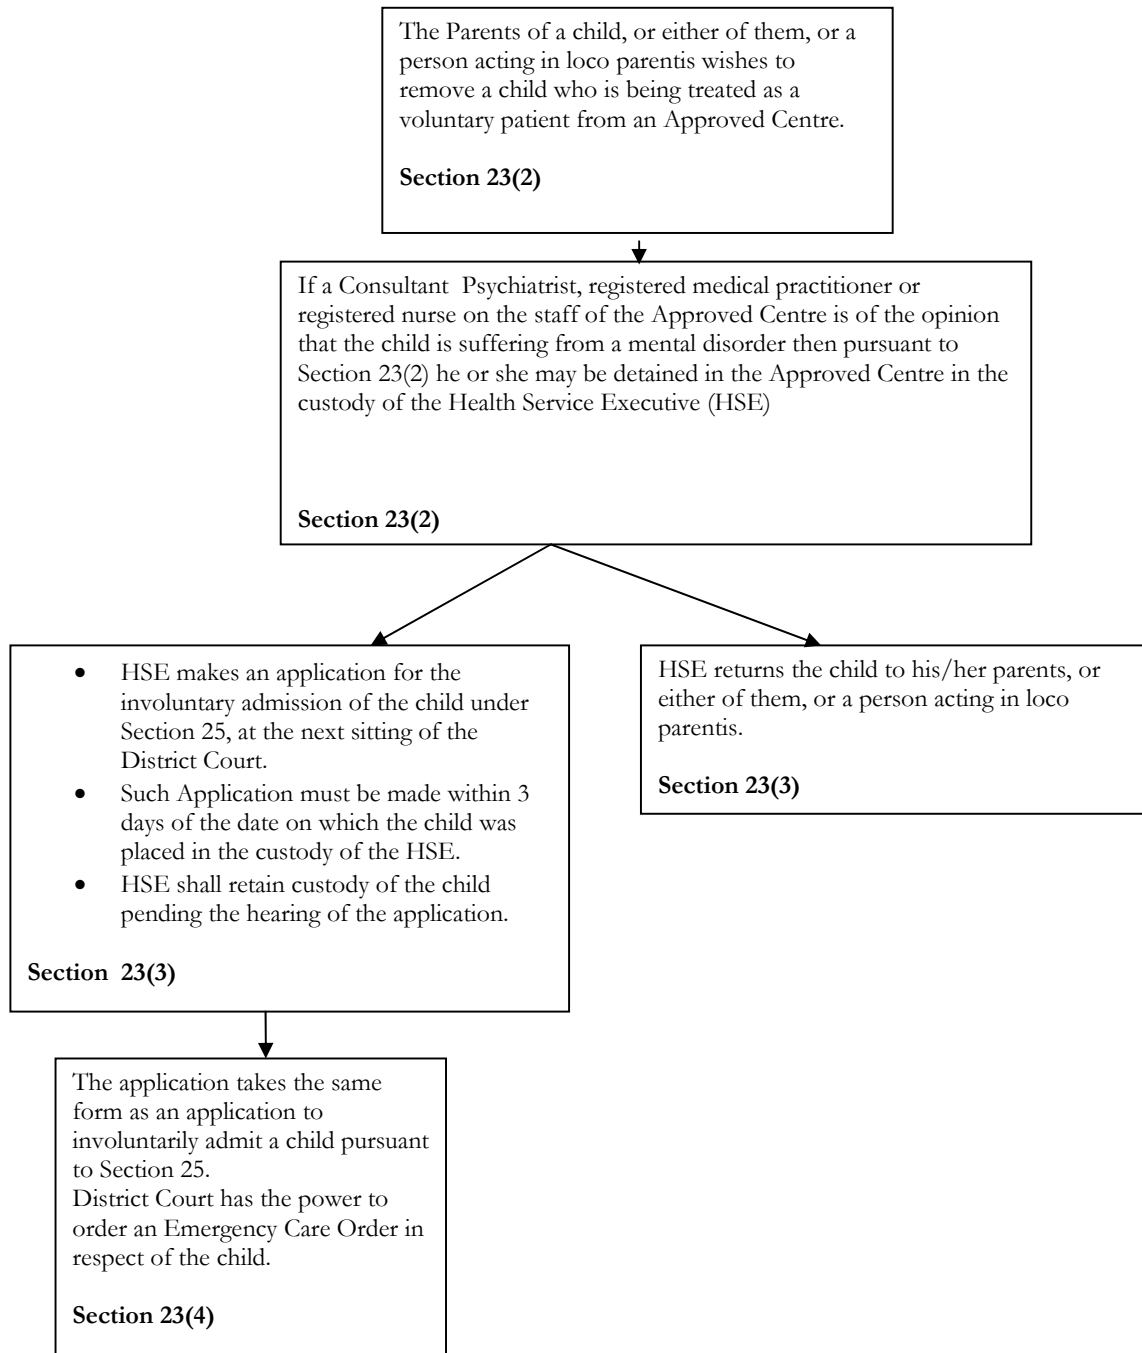 The Parents of a child, or either of them, or a
person acting in loco parentis wishes to
remove a child who is being treated as a
voluntary patient from an Approved Centre.
Section 23(2)
If a Consultant  Psychiatrist, registered medical practitioner or
registered nurse on the staff of the Approved Centre is of the opinion
that the child is suffering from a mental disorder then pursuant to
Section 23(2) he or she may be detained in the Approved Centre in the
custody of the Health Service Executive (HSE)
Section 23(2)
• HSE makes an application for the
involuntary admission of the child under
Section 25, at the next sitting of the
District Court.
• Such Application must be made within 3
days of the date on which the child was
placed in the custody of the HSE.
• HSE shall retain custody of the child
pending the hearing of the application.
Section  23(3)
HSE returns the child to his/her parents, or
either of them, or a person acting in loco
parentis.
Section 23(3)
The application takes the same
form as an application to
involuntarily admit a child pursuant
to Section 25.
District Court has the power to
order an Emergency Care Order in
respect of the child.
Section 23(4)